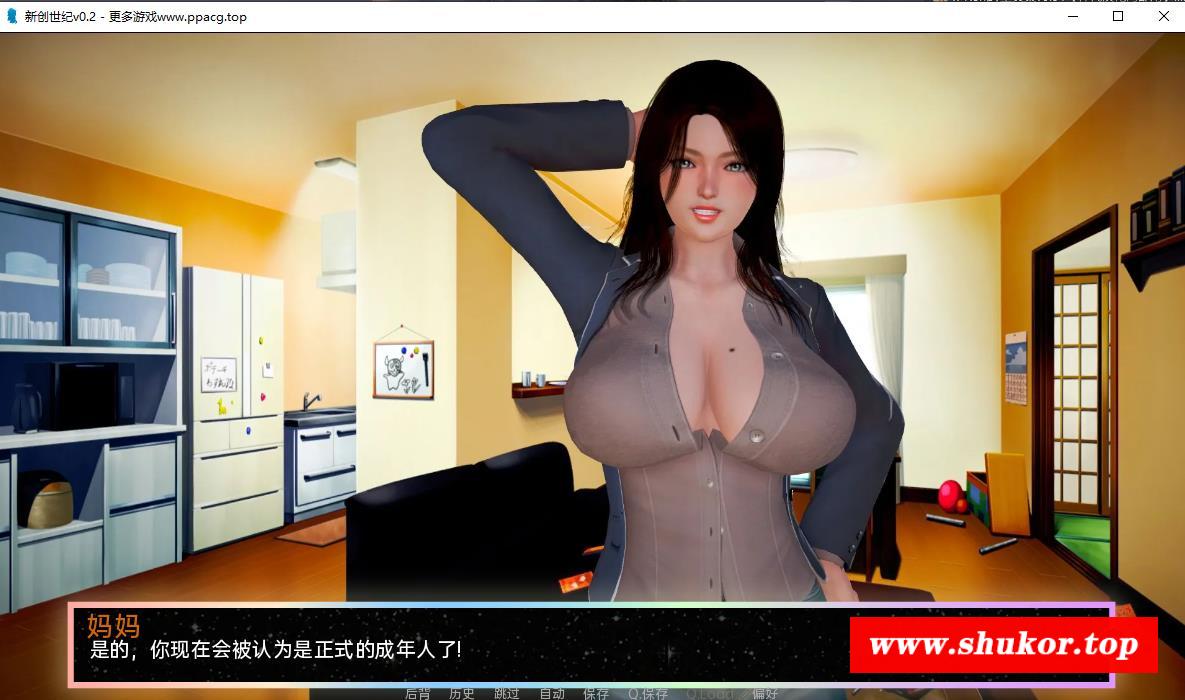 新创世纪v0.2 - 更多游戏www.ppacg.top
妈妈
是的，你现在会被认为是正式的成年人了!
www.shukor.top
后背 历史 跳过 自动 保存 Q.保存 Q.Load 偏好